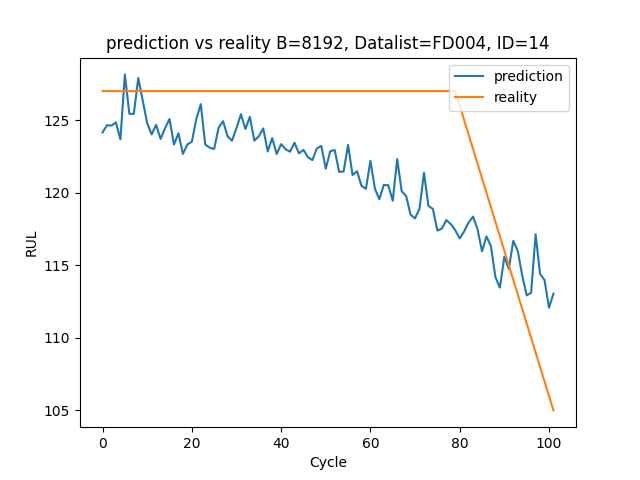 prediction vs reality B=8192, Datalist=FD004, ID=14
prediction
reality
125
120
115
110
105
RUL
0 20 40 60 80 100
Cycle